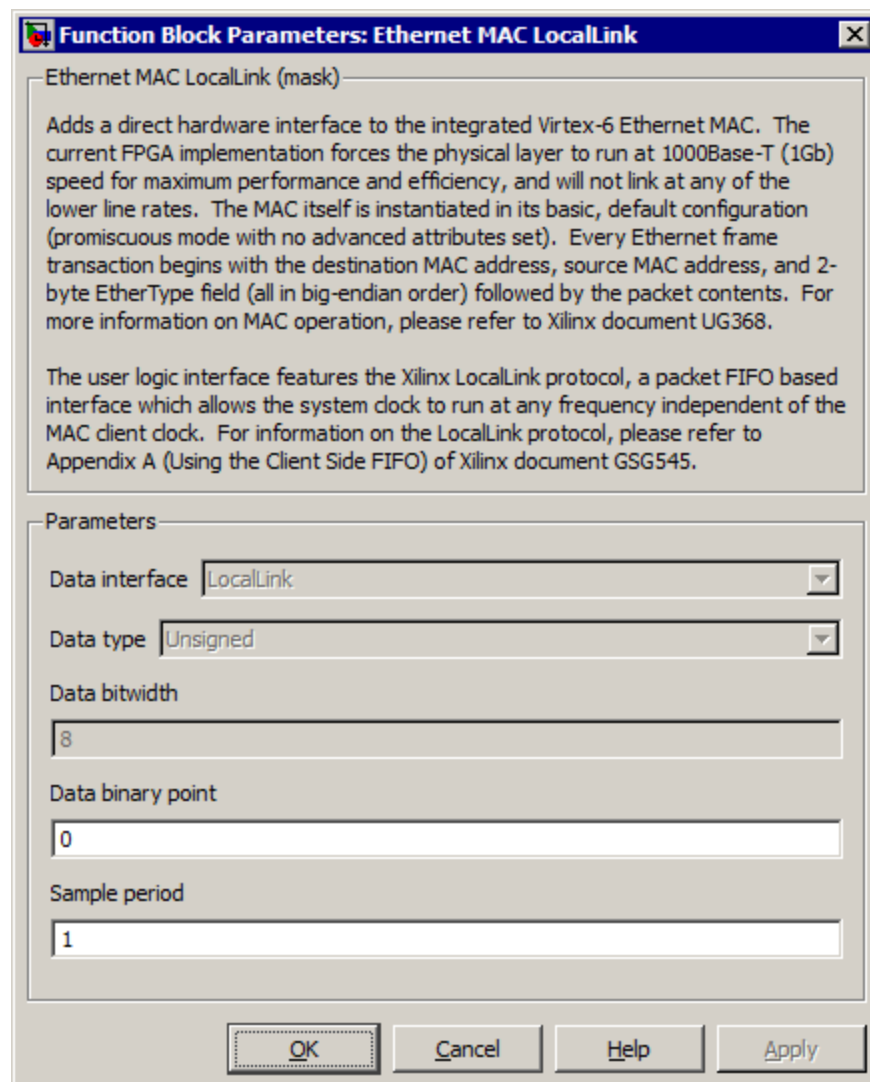 Function Block Parameters: Ethernet MAC LocalLink
Ethernet MAC LocalLink (mask)
Adds a direct hardware interface to the integrated Virtex-6 Ethernet MAC.  The
current FPGA implementation forces the physical layer to run at 1000Base-T (1Gb)
speed for maximum performance and efficiency, and will not link at any of the
lower line rates.  The MAC itself is instantiated in its basic, default configuration
(promiscuous mode with no advanced attributes set).  Every Ethernet frame
transaction begins with the destination MAC address, source MAC address, and 2-
byte EtherType field (all in big-endian order) followed by the packet contents.  For
more information on MAC operation, please refer to Xilinx document UG368.
The user logic interface features the Xilinx LocalLink protocol, a packet FIFO based
interface which allows the system clock to run at any frequency independent of the
MAC client clock.  For information on the LocalLink protocol, please refer to
Appendix A (Using the Client Side FIFO) of Xilinx document GSG545.
Parameters
Data interface LocalLink
Data type Unsigned
Data bitwidth
8
Data binary point
0
Sample period
1
OK Cancel Help Apply